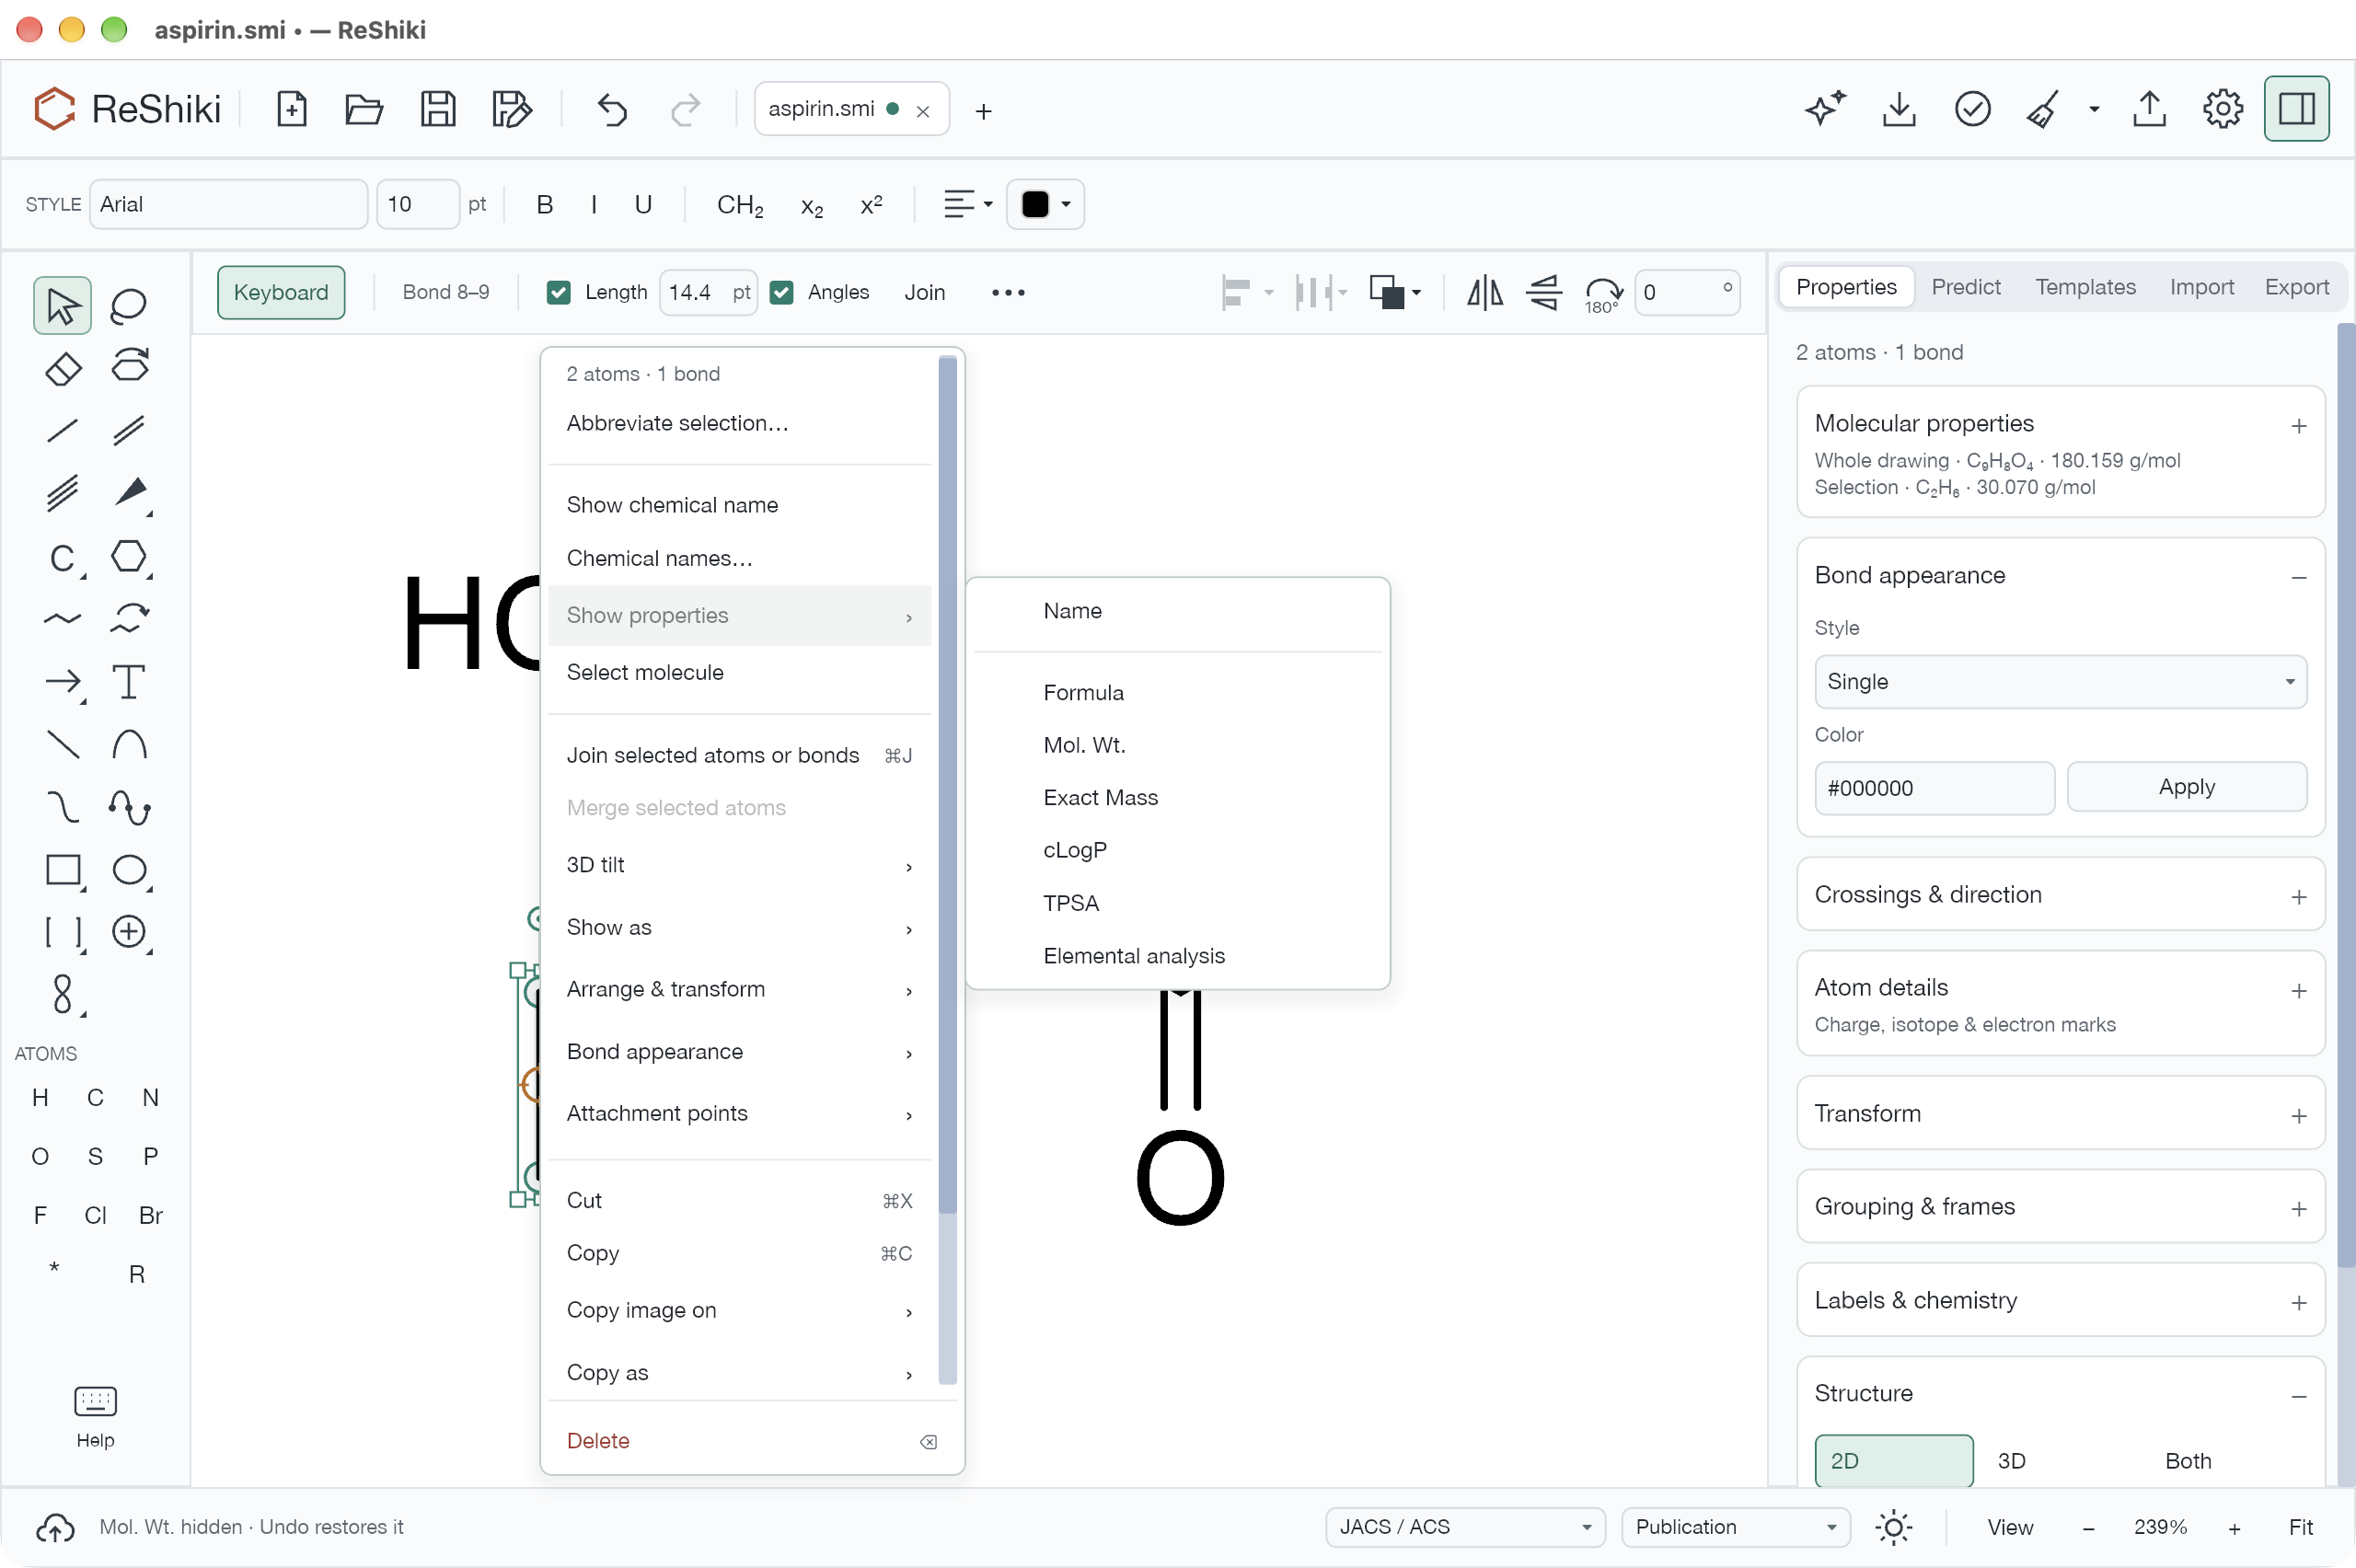 aspirin.smi • — ReShiki
ReShiki
aspirin.smi
STYLE Arial 10 pt B I U CH₂ x₂ x²
Keyboard Bond 8–9 Length 14.4 pt Angles Join ••• 180° 0 °
Properties Predict Templates Import Export
2 atoms · 1 bond
Molecular properties
Whole drawing · C₉H₈O₄ · 180.159 g/mol
Selection · C₂H₆ · 30.070 g/mol
Bond appearance
Style
Single
Color
#000000 Apply
Crossings & direction
Atom details
Charge, isotope & electron marks
Transform
Grouping & frames
Labels & chemistry
Structure
2D 3D Both
2 atoms · 1 bond
Abbreviate selection...
Show chemical name
Chemical names...
Show properties
Select molecule
Join selected atoms or bonds ⌘J
Merge selected atoms
3D tilt
Show as
Arrange & transform
Bond appearance
Attachment points
Cut ⌘X
Copy ⌘C
Copy image on
Copy as
Delete
Name
Formula
Mol. Wt.
Exact Mass
cLogP
TPSA
Elemental analysis
HO
O
C
T
ATOMS
H C N
O S P
F Cl Br
* R
Help
Mol. Wt. hidden · Undo restores it
JACS / ACS Publication View − 239% + Fit